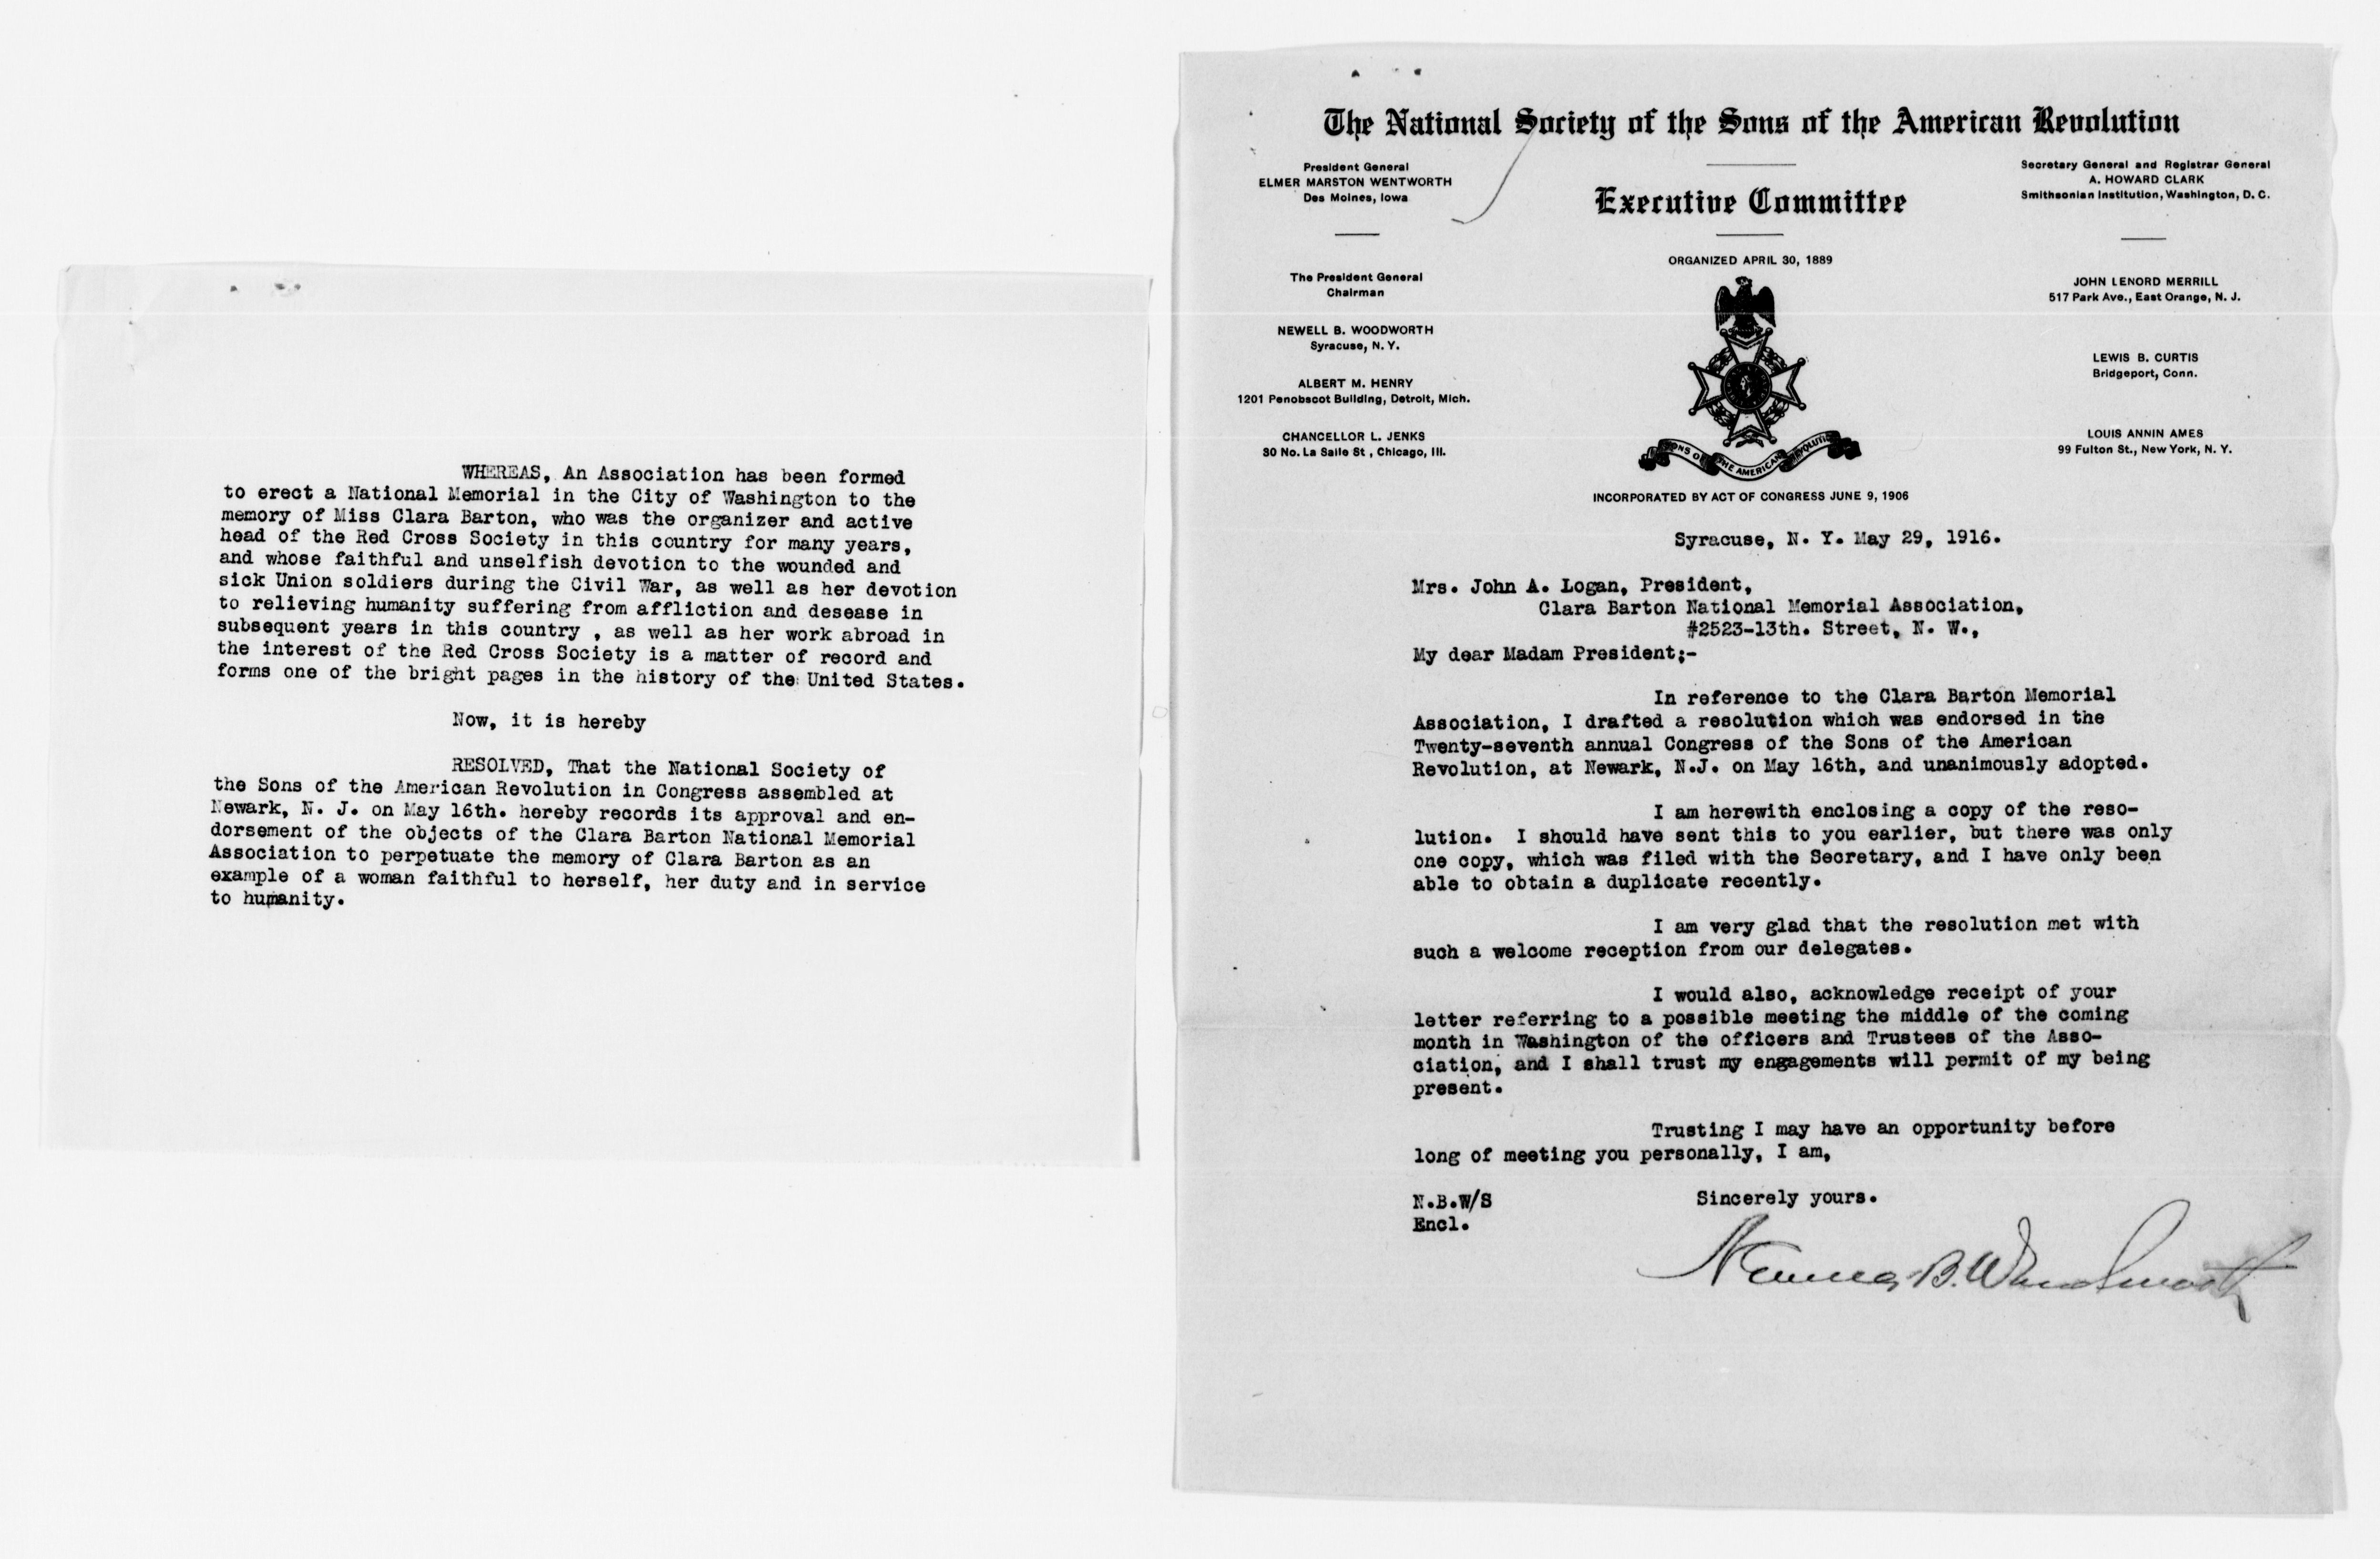 WHEREAS, An Association has been formed
to erect a National Memorial in the City of Washington to the
memory of Miss Clara Barton, who was the organizer and active
head of the Red Cross Society in this country for many years,
and whose faithful and unselfish devotion to the wounded and
sick Union soldiers during the Civil War, as well as her devotion
to relieving humanity suffering from affliction and desease in
subsequent years in this country , as well as her work abroad in
the interest of the Red Cross Society is a matter of record and
forms one of the bright pages in the history of the United States.
Now, it is hereby
RESOLVED, That the National Society of
the Sons of the American Revolution in Congress assembled at
Newark, N. J. on May 16th. hereby records its approval and en-
dorsement of the objects of the Clara Barton National Memorial
Association to perpetuate the memory of Clara Barton as an
example of a woman faithful to herself, her duty and in service
to humanity.
The National Society of the Sons of the American Revolution
President General
ELMER MARSTON WENTWORTH
Des Moines, Iowa
Executive Committee
Secretary General and Registrar General
A. HOWARD CLARK
Smithsonian Institution, Washington, D. C.
The President General
Chairman
NEWELL B. WOODWORTH
Syracuse, N. Y.
ALBERT M. HENRY
1201 Penobscot Building, Detroit, Mich.
CHANCELLOR L. JENKS
30 No. La Salle St , Chicago, Ill.
ORGANIZED APRIL 30, 1889
SONS OF THE AMERICAN REVOLUTION
INCORPORATED BY ACT OF CONGRESS JUNE 9, 1906
JOHN LENORD MERRILL
517 Park Ave., East Orange, N. J.
LEWIS B. CURTIS
Bridgeport, Conn.
LOUIS ANNIN AMES
99 Fulton St., New York, N. Y.
Syracuse, N. Y. May 29, 1916.
Mrs. John A. Logan, President,
Clara Barton National Memorial Association,
#2523-13th. Street, N. W.,
My dear Madam President;-
In reference to the Clara Barton Memorial
Association, I drafted a resolution which was endorsed in the
Twenty-seventh annual Congress of the Sons of the American
Revolution, at Newark, N.J. on May 16th, and unanimously adopted.
I am herewith enclosing a copy of the reso-
lution. I should have sent this to you earlier, but there was only
one copy, which was filed with the Secretary, and I have only been
able to obtain a duplicate recently.
I am very glad that the resolution met with
such a welcome reception from our delegates.
I would also, acknowledge receipt of your
letter referring to a possible meeting the middle of the coming
month in Washington of the officers and Trustees of the Asso-
ciation, and I shall trust my engagements will permit of my being
present.
Trusting I may have an opportunity before
long of meeting you personally, I am,
N.B.W/S Sincerely yours.
Encl.
Newell B. Woodworth